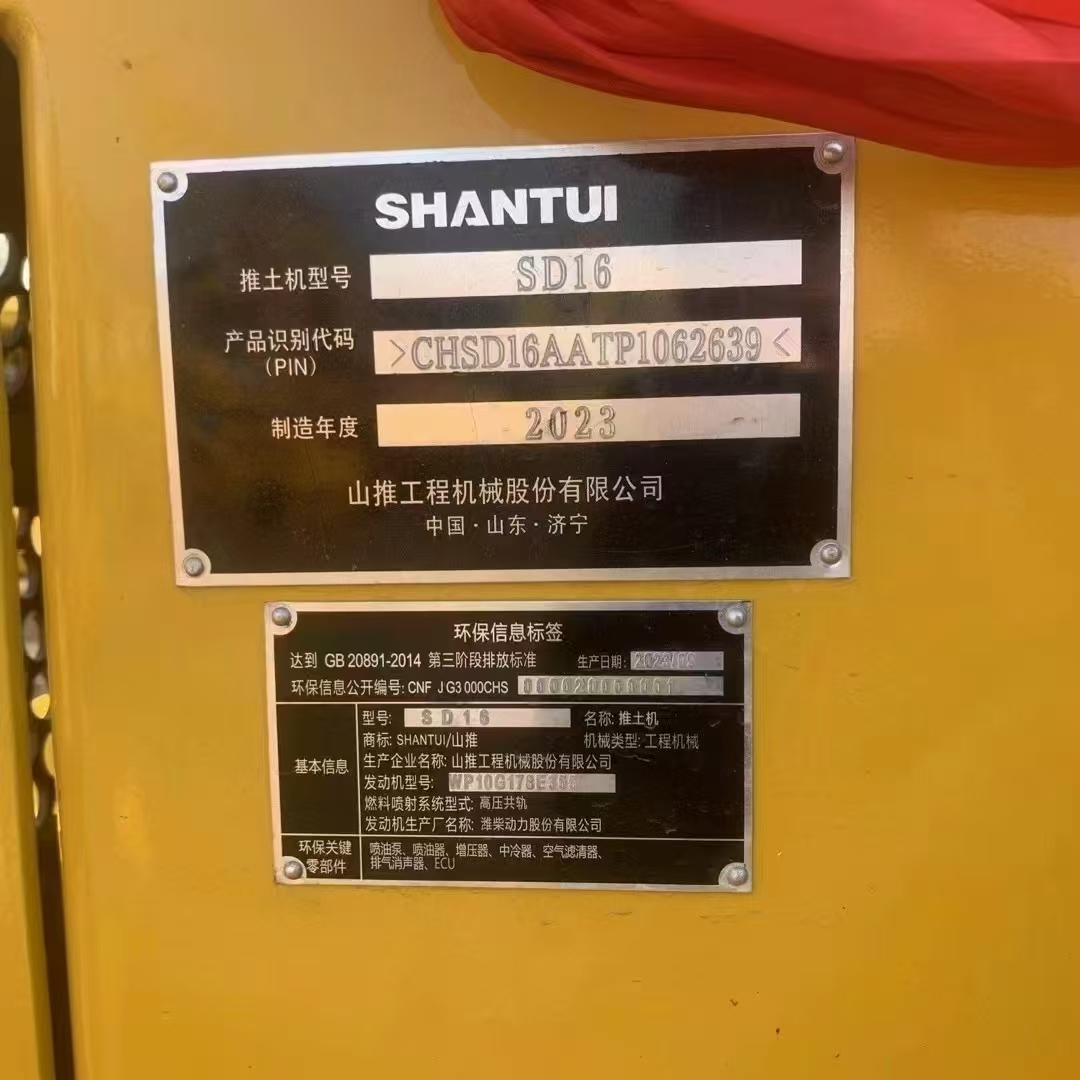 SHANTUI
推土机型号 SD16
产品识别代码 >CHSD16AATP1062639<
(PIN)
制造年度 2023
山推工程机械股份有限公司
中国·山东·济宁
环保信息标签
达到 GB 20891-2014 第三阶段排放标准 生产日期:
环保信息公开编号: CNF JG3 000CHS 000020000001
型号: SD16 名称: 推土机
商标: SHANTUI/山推 机械类型: 工程机械
基本信息 生产企业名称: 山推工程机械股份有限公司
发动机型号: WP10G178E355
燃料喷射系统型式: 高压共轨
发动机生产厂名称: 潍柴动力股份有限公司
环保关键 喷油泵、喷油器、增压器、中冷器、空气滤清器、
零部件 排气消声器、ECU